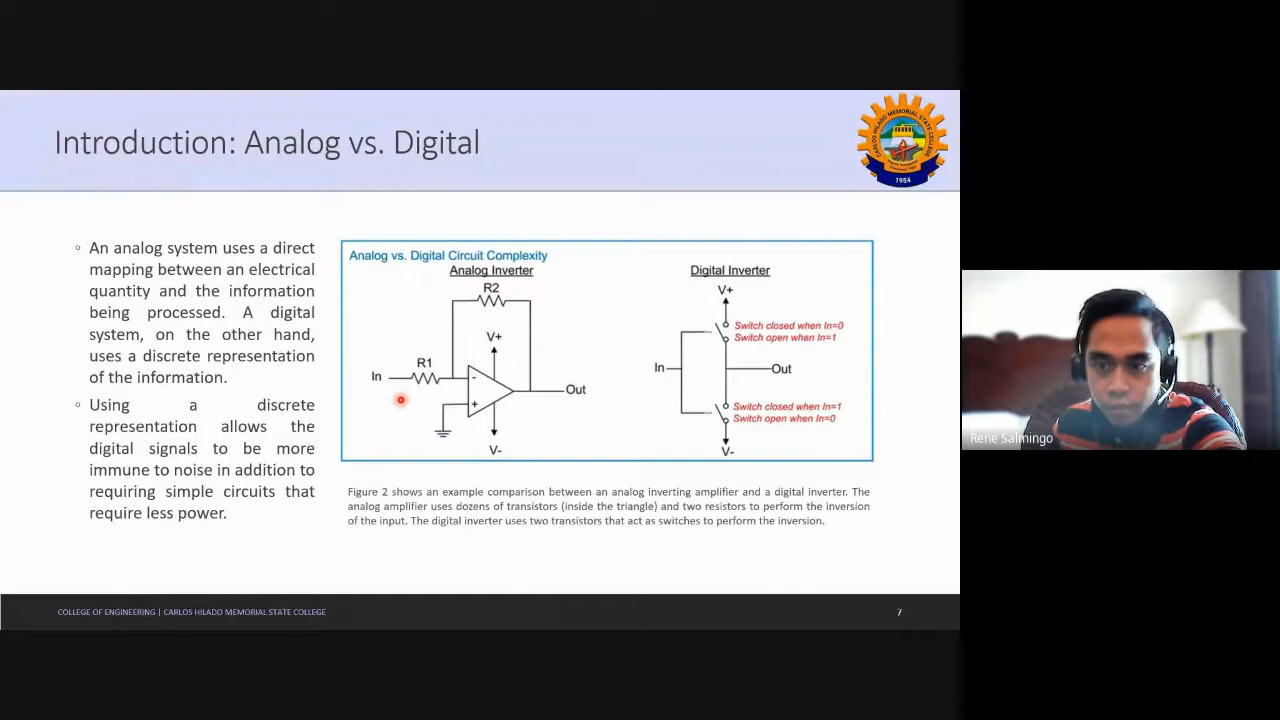 Introduction: Analog vs. Digital
CARLOS HILADO MEMORIAL STATE COLLEGE
1954
◦ An analog system uses a direct
mapping between an electrical
quantity and the information
being processed. A digital
system, on the other hand,
uses a discrete representation
of the information.
◦ Using a discrete
representation allows the
digital signals to be more
immune to noise in addition to
requiring simple circuits that
require less power.
Analog vs. Digital Circuit Complexity
Analog Inverter
R2
V+
R1
In
-
+
Out
V-
Digital Inverter
V+
Switch closed when In=0
Switch open when In=1
In
Out
Switch closed when In=1
Switch open when In=0
V-
Figure 2 shows an example comparison between an analog inverting amplifier and a digital inverter. The
analog amplifier uses dozens of transistors (inside the triangle) and two resistors to perform the inversion
of the input. The digital inverter uses two transistors that act as switches to perform the inversion.
COLLEGE OF ENGINEERING | CARLOS HILADO MEMORIAL STATE COLLEGE
7
Rene Salmingo